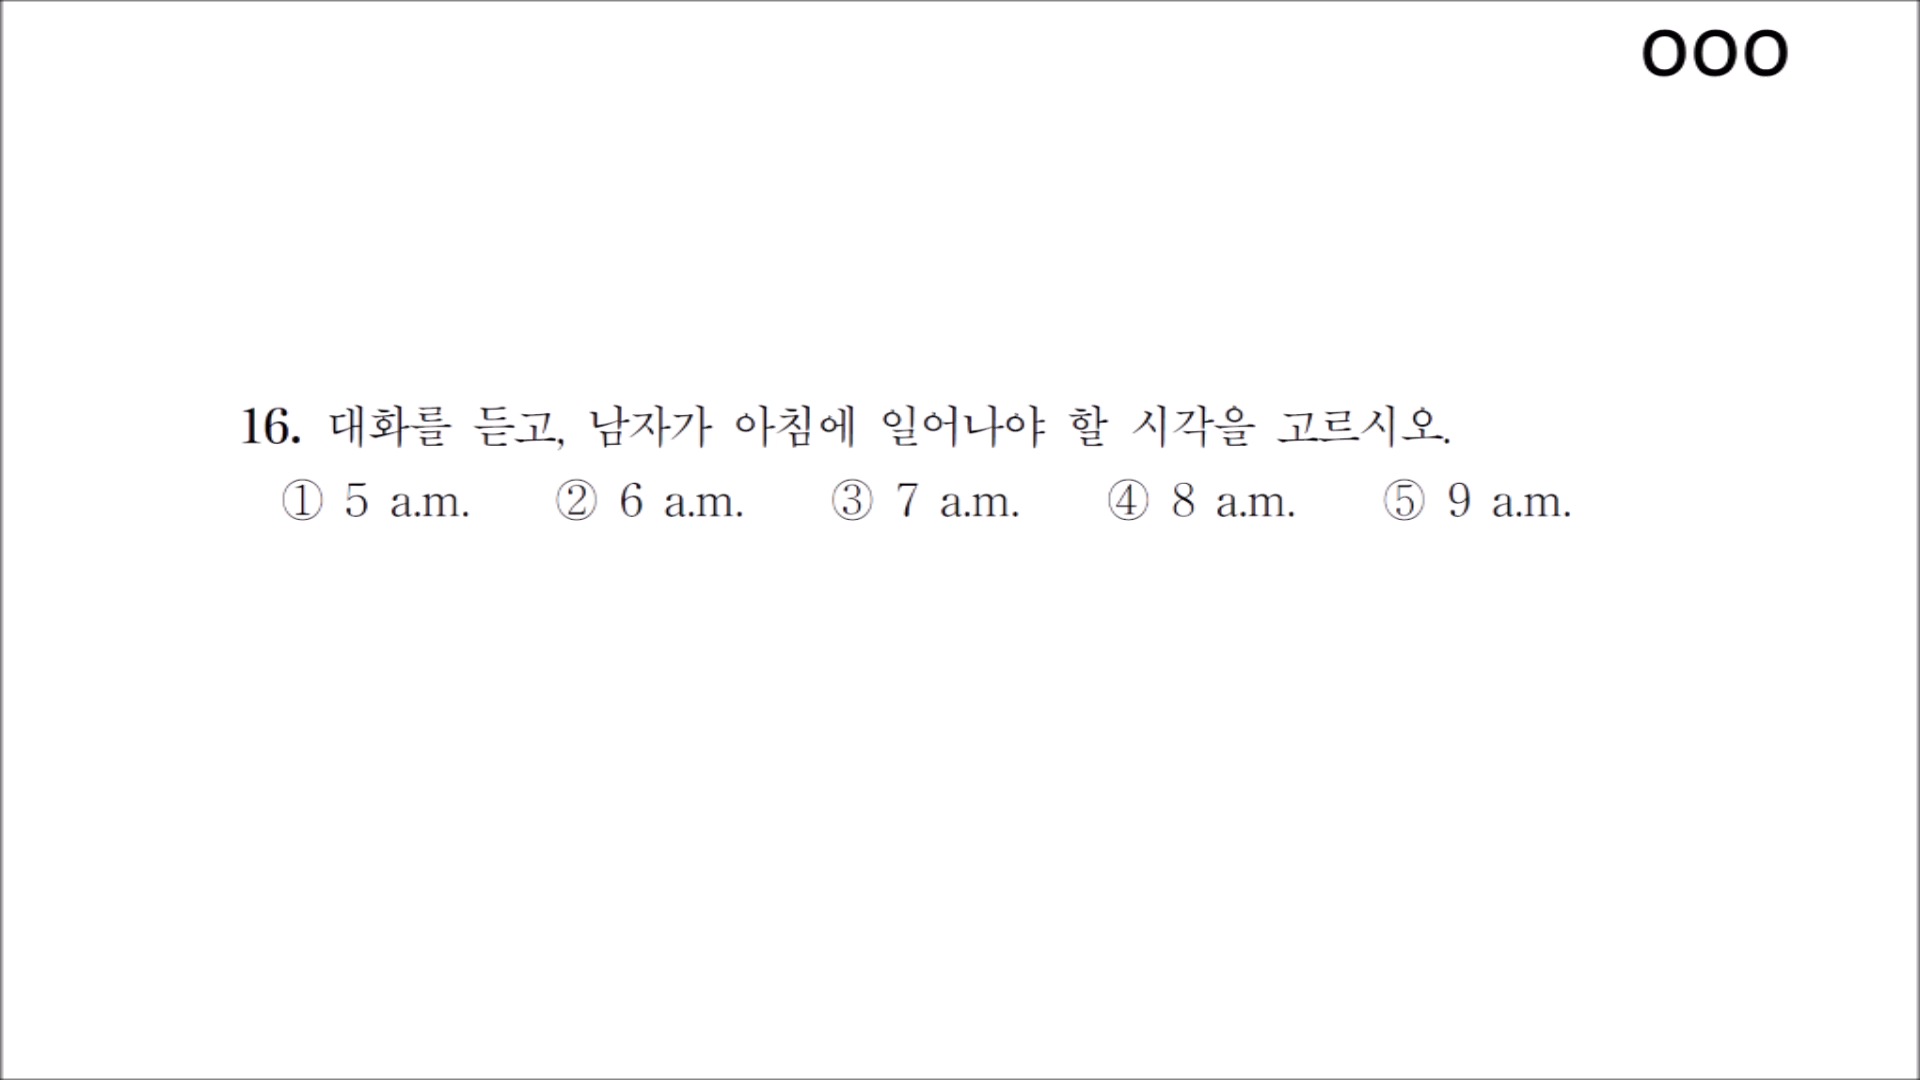 OOO
16. 대화를 듣고, 남자가 아침에 일어나야 할 시각을 고르시오.
① 5 a.m. ② 6 a.m. ③ 7 a.m. ④ 8 a.m. ⑤ 9 a.m.